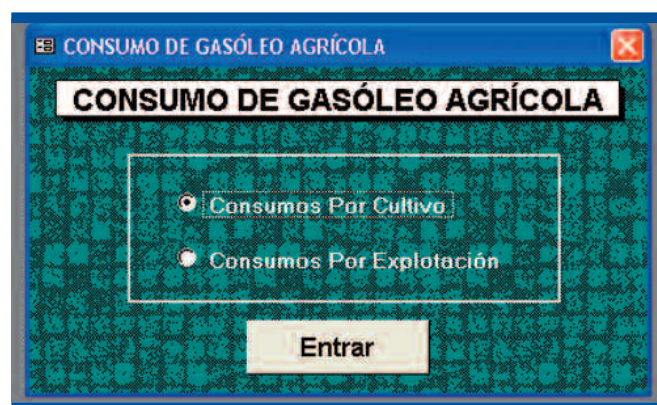 CONSUMO DE GASÓLEO AGRÍCOLA
CONSUMO DE GASÓLEO AGRÍCOLA
Consumos Por Cultivo
Consumos Por Explotación
Entrar